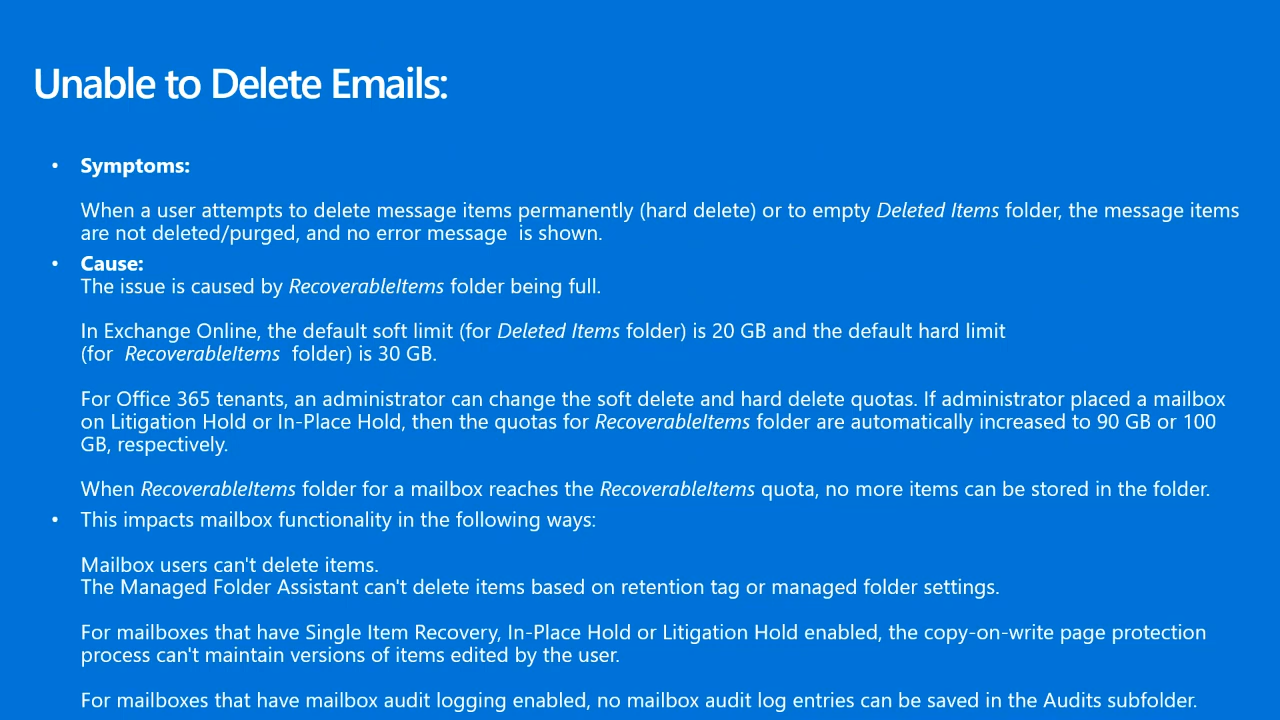 Unable to Delete Emails:
• Symptoms:
When a user attempts to delete message items permanently (hard delete) or to empty Deleted Items folder, the message items
are not deleted/purged, and no error message  is shown.
• Cause:
The issue is caused by RecoverableItems folder being full.
In Exchange Online, the default soft limit (for Deleted Items folder) is 20 GB and the default hard limit
(for  RecoverableItems  folder) is 30 GB.
For Office 365 tenants, an administrator can change the soft delete and hard delete quotas. If administrator placed a mailbox
on Litigation Hold or In-Place Hold, then the quotas for RecoverableItems folder are automatically increased to 90 GB or 100
GB, respectively.
When RecoverableItems folder for a mailbox reaches the RecoverableItems quota, no more items can be stored in the folder.
• This impacts mailbox functionality in the following ways:
Mailbox users can't delete items.
The Managed Folder Assistant can't delete items based on retention tag or managed folder settings.
For mailboxes that have Single Item Recovery, In-Place Hold or Litigation Hold enabled, the copy-on-write page protection
process can't maintain versions of items edited by the user.
For mailboxes that have mailbox audit logging enabled, no mailbox audit log entries can be saved in the Audits subfolder.